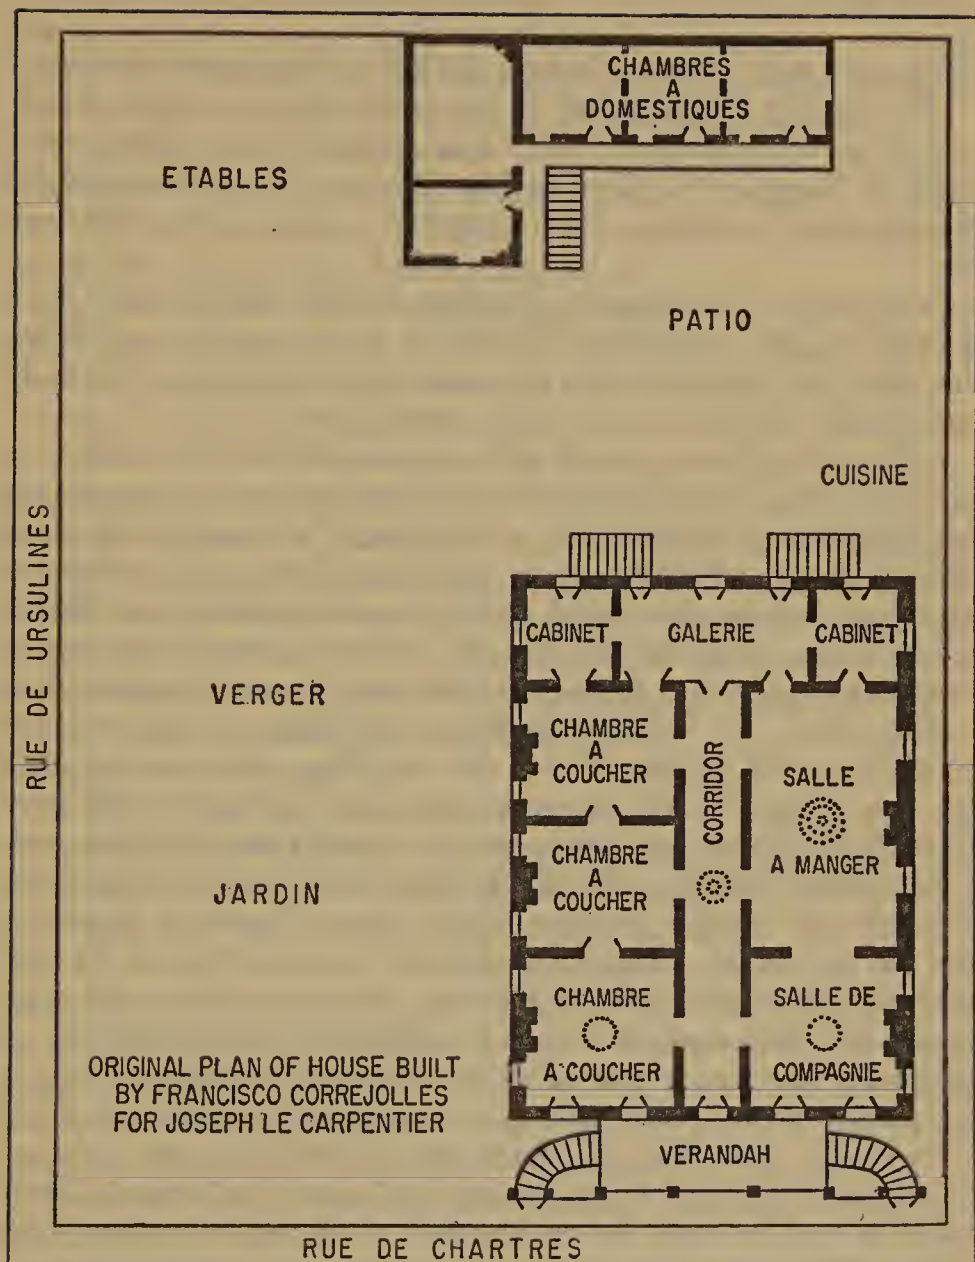 CHAMBRES
A
DOMESTIQUES
ETABLES
PATIO
CUISINE
RUE DE URSULINES
CABINET
GALERIE
CABINET
VERGER
CHAMBRE
A
COUCHER
CORRIDOR
SALLE
A MANGER
CHAMBRE
A
COUCHER
JARDIN
CHAMBRE
A COUCHER
SALLE DE
COMPAGNIE
ORIGINAL PLAN OF HOUSE BUILT
BY FRANCISCO CORREJOLLES
FOR JOSEPH LE CARPENTIER
VERANDAH
RUE DE CHARTRES